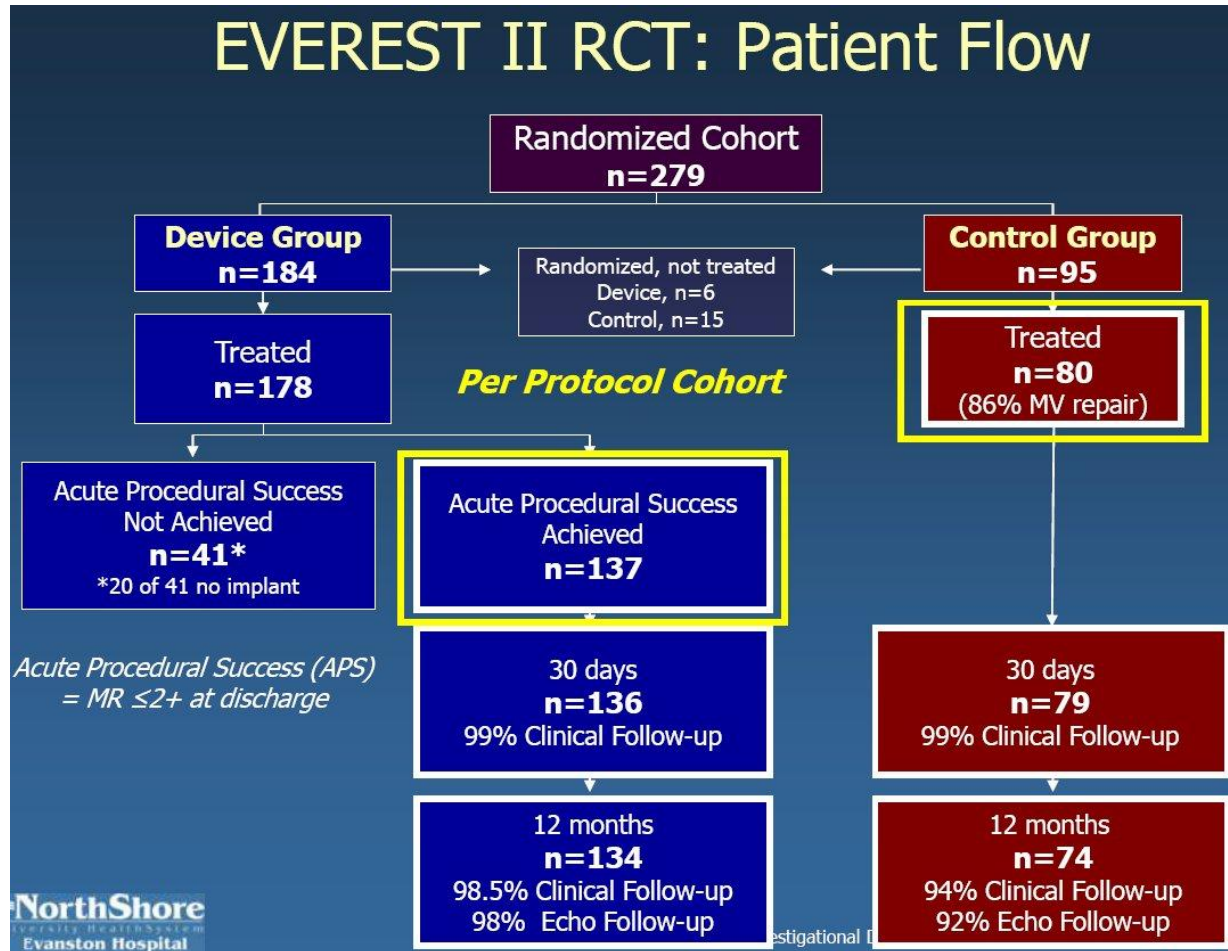 EVEREST II RCT: Patient Flow
Randomized Cohort
n=279
Device Group
n=184
Randomized, not treated
Device, n=6
Control, n=15
Control Group
n=95
Treated
n=178
Per Protocol Cohort
Treated
n=80
(86% MV repair)
Acute Procedural Success
Not Achieved
n=41*
*20 of 41 no implant
Acute Procedural Success
Achieved
n=137
Acute Procedural Success (APS)
= MR ≤2+ at discharge
30 days
n=136
99% Clinical Follow-up
30 days
n=79
99% Clinical Follow-up
12 months
n=134
98.5% Clinical Follow-up
98% Echo Follow-up
12 months
n=74
94% Clinical Follow-up
92% Echo Follow-up
NorthShore
HealthSystem
Evanston Hospital